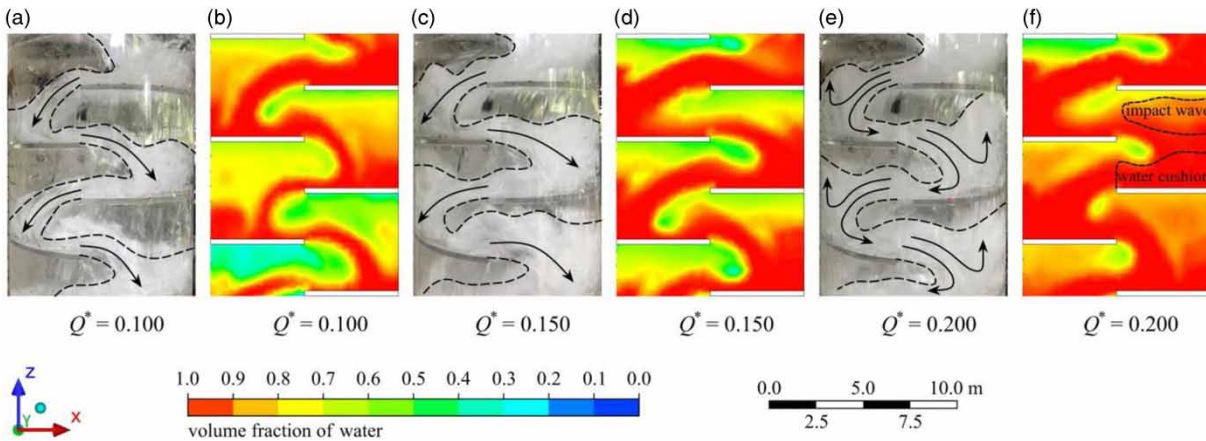 (a) (b) (c) (d) (e) (f)
impact wave
water cushion
Q* = 0.100 Q* = 0.100 Q* = 0.150 Q* = 0.150 Q* = 0.200 Q* = 0.200
1.0 0.9 0.8 0.7 0.6 0.5 0.4 0.3 0.2 0.1 0.0
volume fraction of water
0.0 5.0 10.0 m
2.5 7.5
Z
Y X